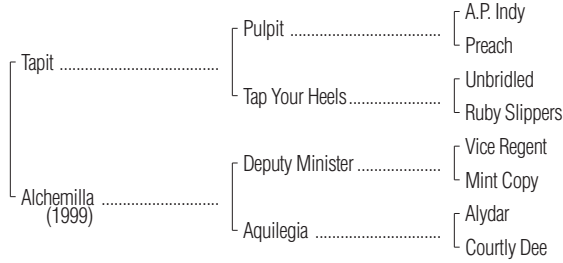 A.P. Indy
Pulpit ........................................
Preach
Tapit ........................................
Unbridled
Tap Your Heels .......................
Ruby Slippers
Vice Regent
Deputy Minister .....................
Mint Copy
Alchemilla .............................
(1999)
Alydar
Aquilegia ...............................
Courtly Dee